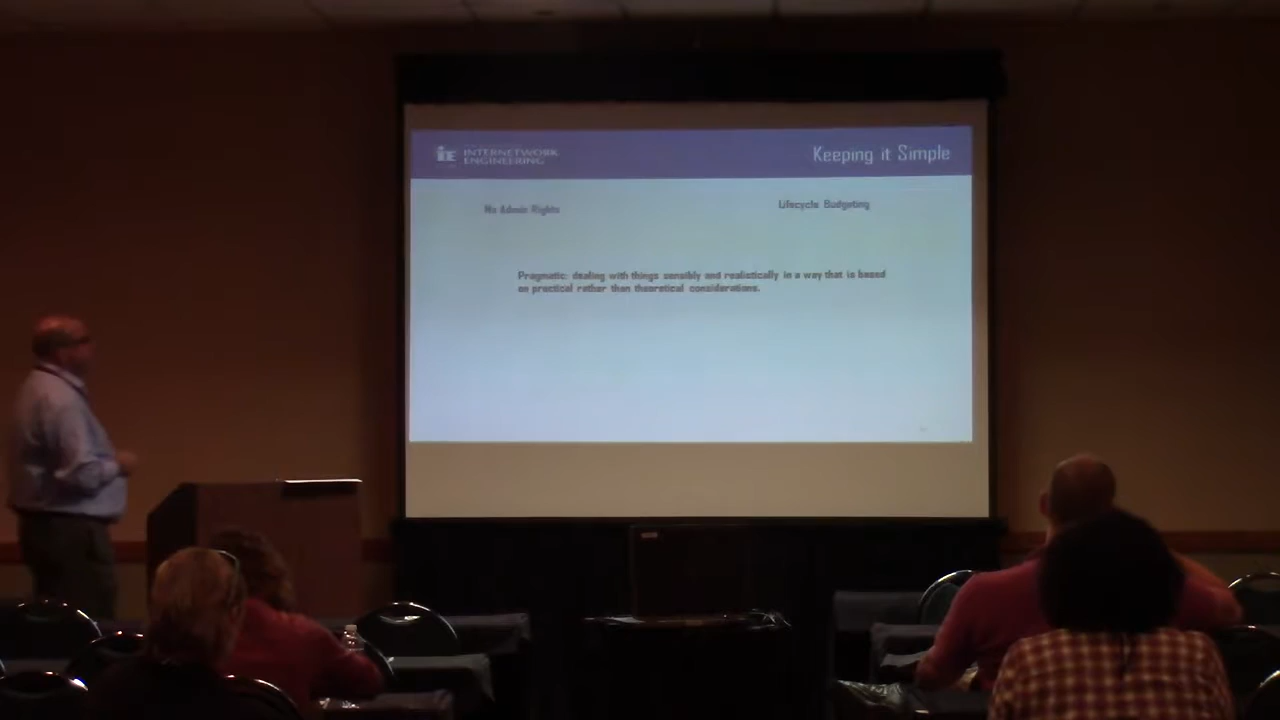 INTERNETWORK
ENGINEERING
Keeping it Simple
No Admin Rights
Lifecycle Budgeting
Pragmatic: dealing with things sensibly and realistically in a way that is based
on practical rather than theoretical considerations.